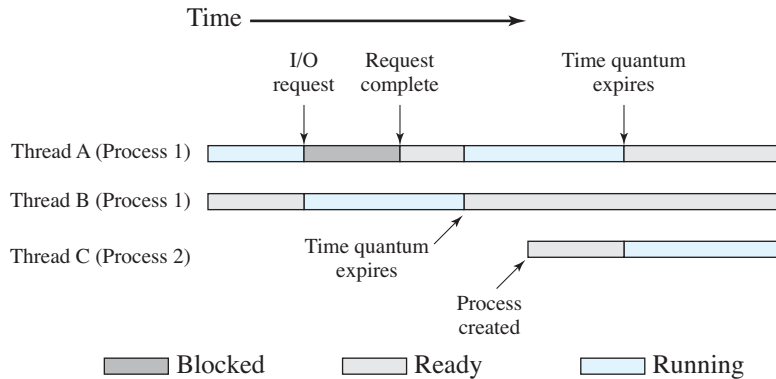 Time
I/O
request
Request
complete
Time quantum
expires
Thread A (Process 1)
Thread B (Process 1)
Time quantum
expires
Thread C (Process 2)
Process
created
Blocked
Ready
Running